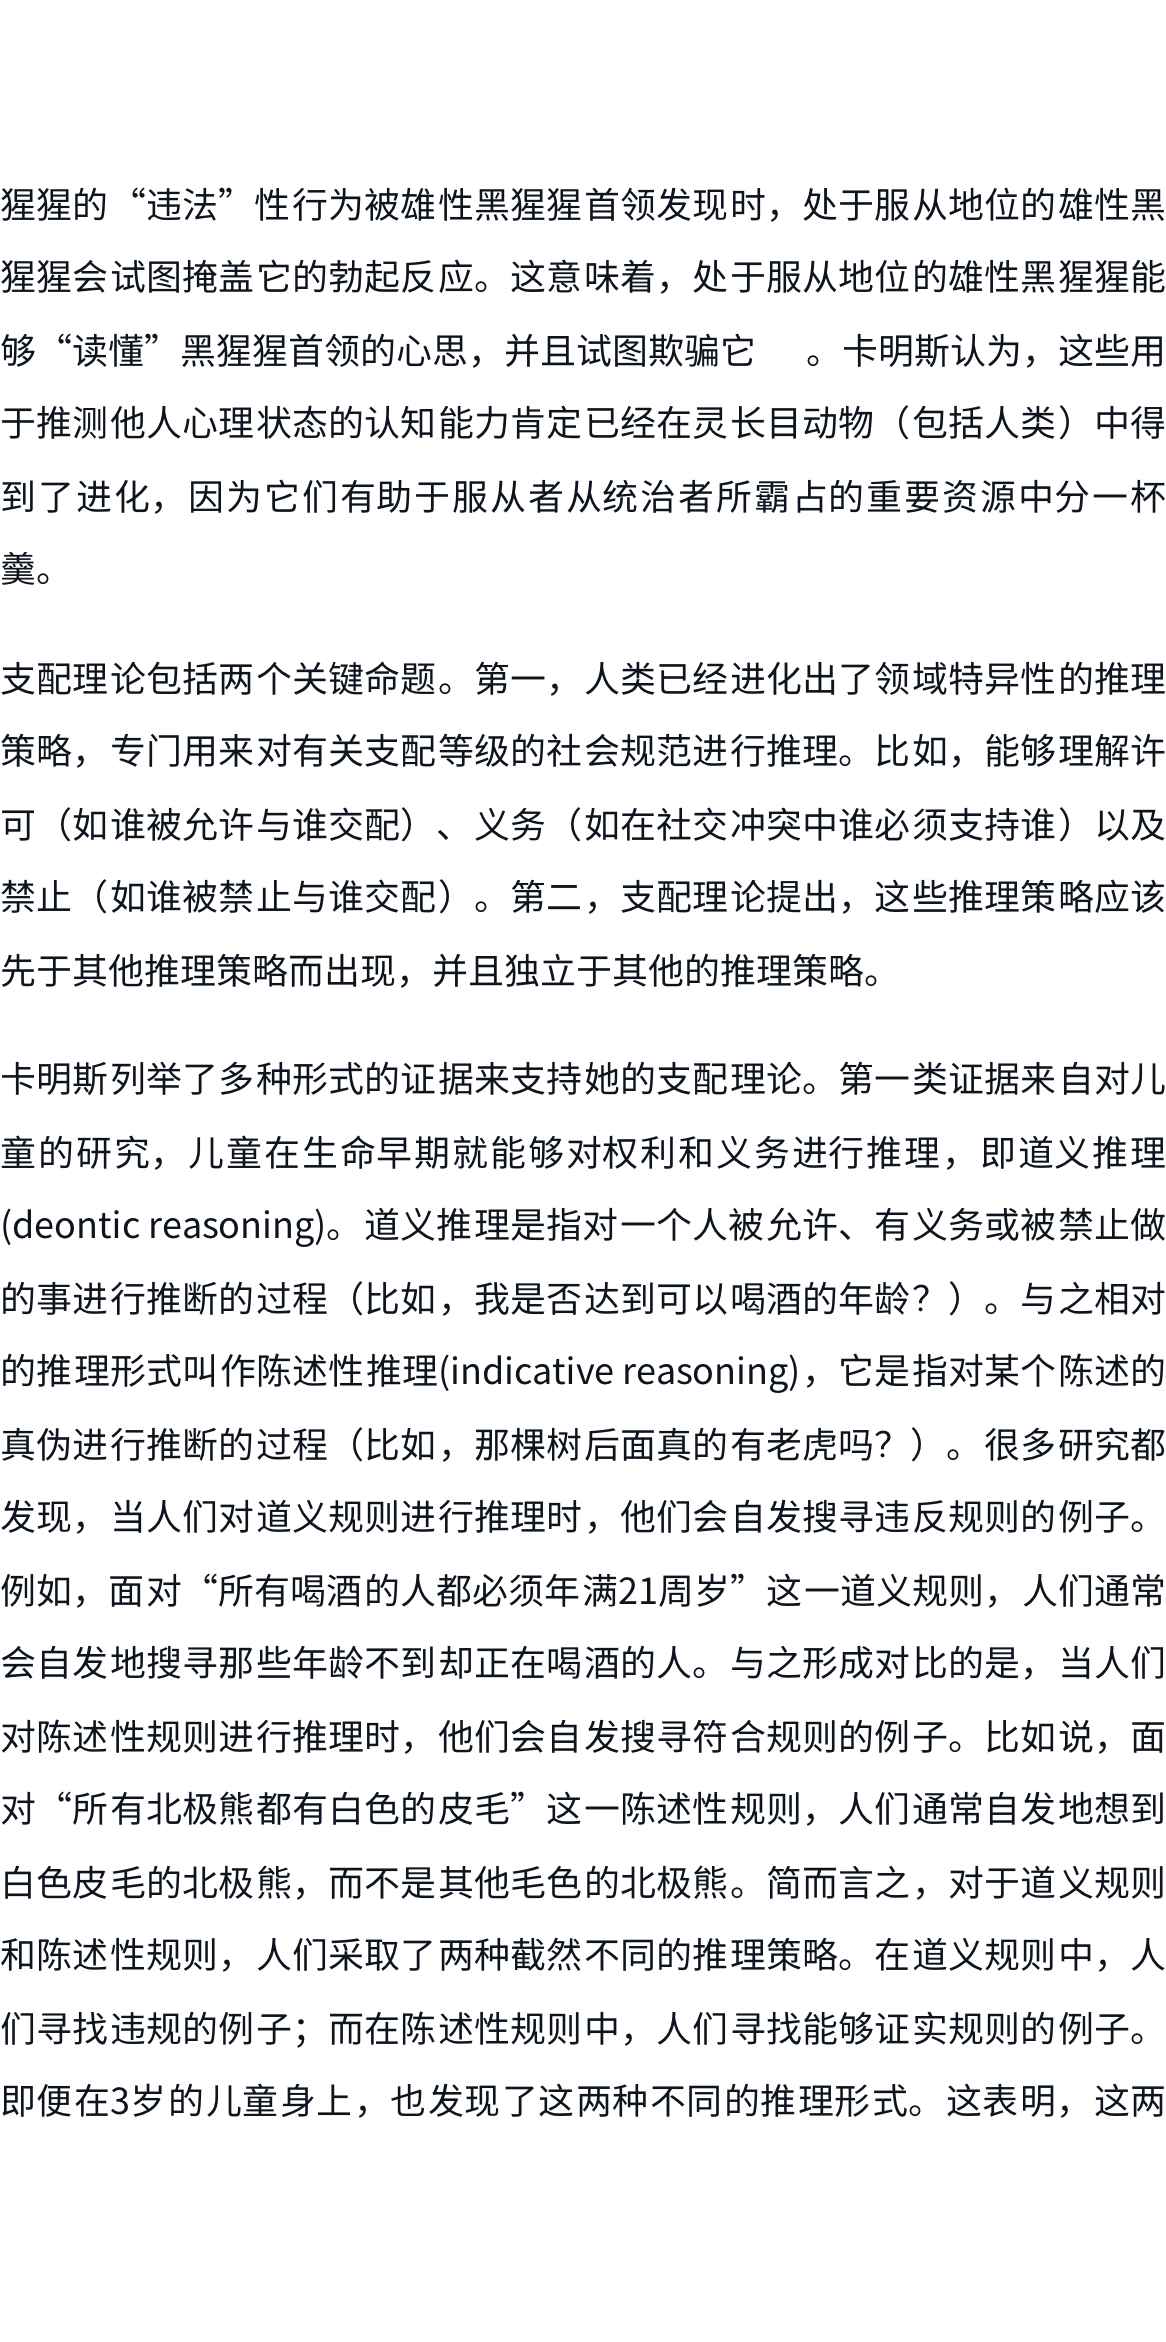 猩猩的“违法”性行为被雄性黑猩猩首领发现时，处于服从地位的雄性黑
猩猩会试图掩盖它的勃起反应。这意味着，处于服从地位的雄性黑猩猩能
够“读懂”黑猩猩首领的心思，并且试图欺骗它　。卡明斯认为，这些用
于推测他人心理状态的认知能力肯定已经在灵长目动物（包括人类）中得
到了进化，因为它们有助于服从者从统治者所霸占的重要资源中分一杯
羹。
支配理论包括两个关键命题。第一，人类已经进化出了领域特异性的推理
策略，专门用来对有关支配等级的社会规范进行推理。比如，能够理解许
可（如谁被允许与谁交配）、义务（如在社交冲突中谁必须支持谁）以及
禁止（如谁被禁止与谁交配）。第二，支配理论提出，这些推理策略应该
先于其他推理策略而出现，并且独立于其他的推理策略。
卡明斯列举了多种形式的证据来支持她的支配理论。第一类证据来自对儿
童的研究，儿童在生命早期就能够对权利和义务进行推理，即道义推理
(deontic reasoning)。道义推理是指对一个人被允许、有义务或被禁止做
的事进行推断的过程（比如，我是否达到可以喝酒的年龄？）。与之相对
的推理形式叫作陈述性推理(indicative reasoning)，它是指对某个陈述的
真伪进行推断的过程（比如，那棵树后面真的有老虎吗？）。很多研究都
发现，当人们对道义规则进行推理时，他们会自发搜寻违反规则的例子。
例如，面对“所有喝酒的人都必须年满21周岁”这一道义规则，人们通常
会自发地搜寻那些年龄不到却正在喝酒的人。与之形成对比的是，当人们
对陈述性规则进行推理时，他们会自发搜寻符合规则的例子。比如说，面
对“所有北极熊都有白色的皮毛”这一陈述性规则，人们通常自发地想到
白色皮毛的北极熊，而不是其他毛色的北极熊。简而言之，对于道义规则
和陈述性规则，人们采取了两种截然不同的推理策略。在道义规则中，人
们寻找违规的例子；而在陈述性规则中，人们寻找能够证实规则的例子。
即便在3岁的儿童身上，也发现了这两种不同的推理形式。这表明，这两